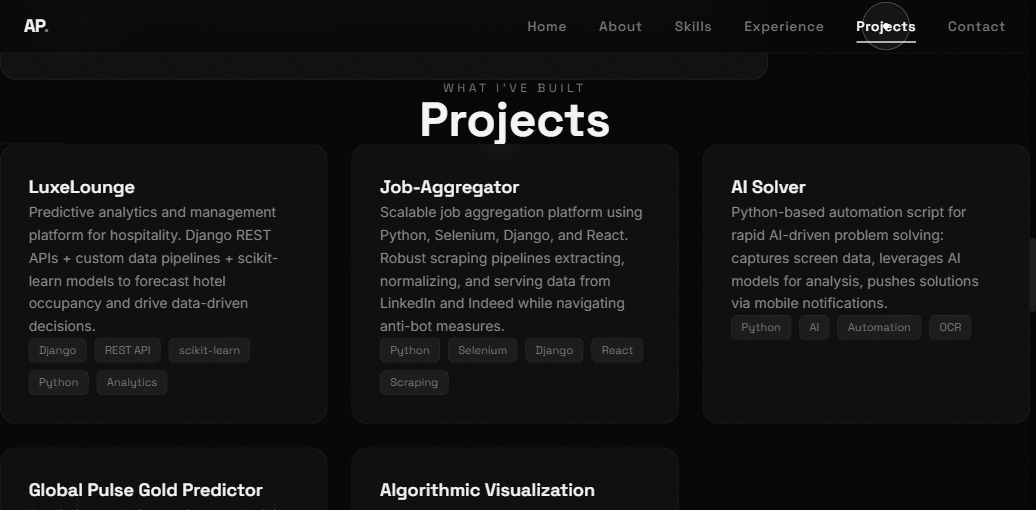 AP.
Home About Skills Experience Projects Contact
WHAT I'VE BUILT
Projects
LuxeLounge
Predictive analytics and management
platform for hospitality. Django REST
APIs + custom data pipelines + scikit-
learn models to forecast hotel
occupancy and drive data-driven
decisions.
Django REST API scikit-learn
Python Analytics
Job-Aggregator
Scalable job aggregation platform using
Python, Selenium, Django, and React.
Robust scraping pipelines extracting,
normalizing, and serving data from
LinkedIn and Indeed while navigating
anti-bot measures.
Python Selenium Django React
Scraping
AI Solver
Python-based automation script for
rapid AI-driven problem solving:
captures screen data, leverages AI
models for analysis, pushes solutions
via mobile notifications.
Python AI Automation OCR
Global Pulse Gold Predictor
Algorithmic Visualization